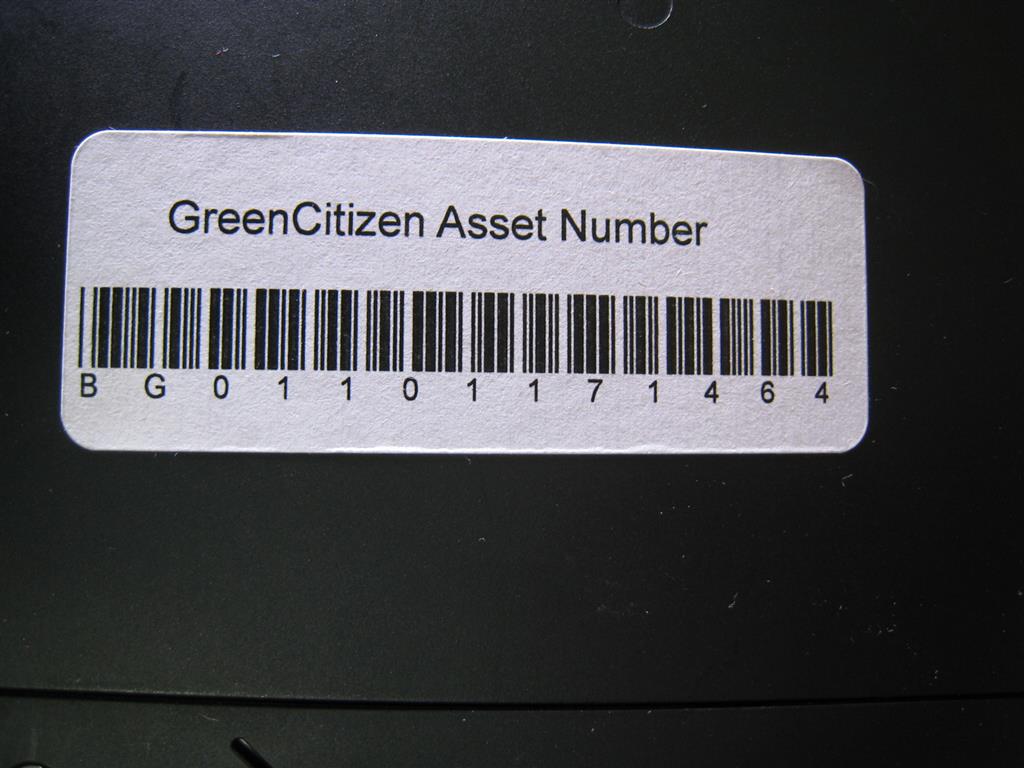 GreenCitizen Asset Number
B G 0 1 1 0 1 1 7 1 4 6 4